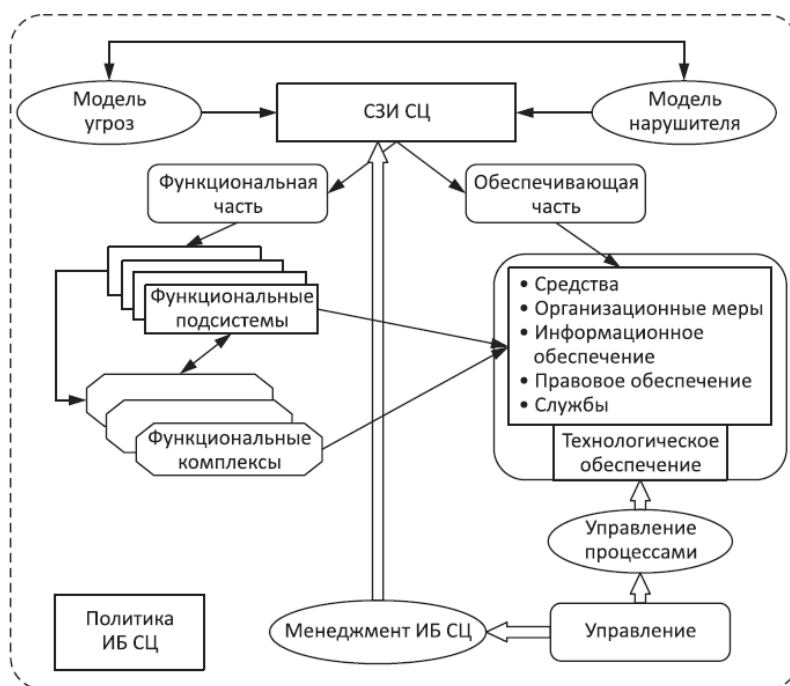 Модель
угроз
СЗИ СЦ
Модель
нарушителя
Функциональная
часть
Обеспечивающая
часть
Функциональные
подсистемы
• Средства
• Организационные меры
• Информационное
обеспечение
• Правовое обеспечение
• Службы
Функциональные
комплексы
Технологическое
обеспечение
Управление
процессами
Политика
ИБ СЦ
Менеджмент ИБ СЦ
Управление